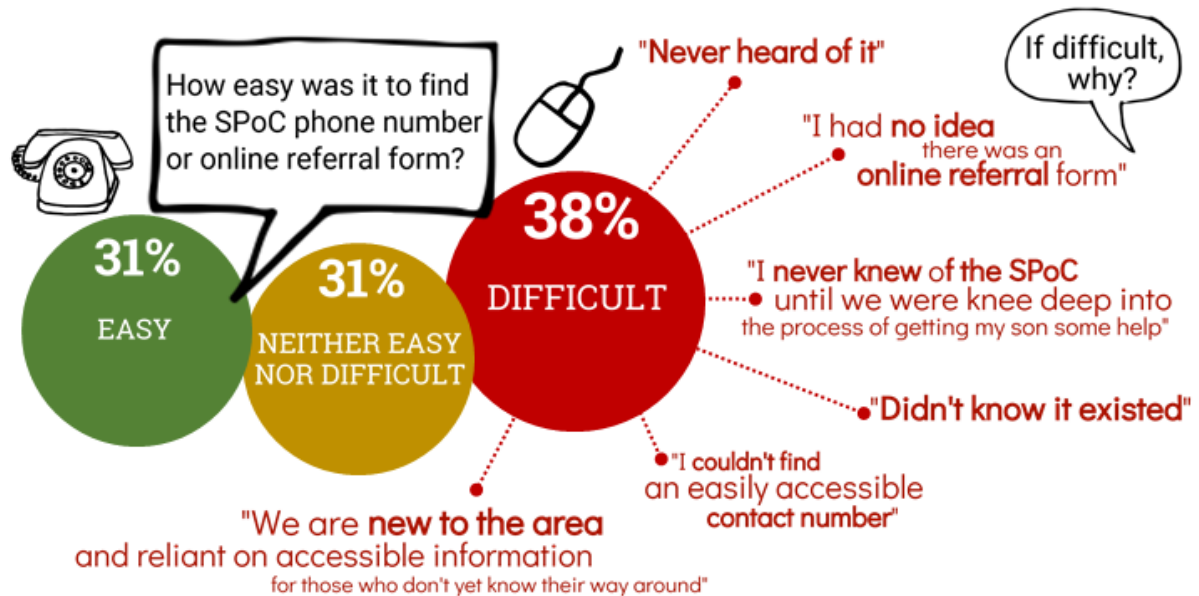 How easy was it to find
the SPoC phone number
or online referral form?
31%
EASY
31%
NEITHER EASY
NOR DIFFICULT
38%
DIFFICULT
If difficult,
why?
"Never heard of it"
"I had no idea
there was an
online referral form"
"I never knew of the SPoC
until we were knee deep into
the process of getting my son some help"
"Didn't know it existed"
"I couldn't find
an easily accessible
contact number"
"We are new to the area
and reliant on accessible information
for those who don't yet know their way around"